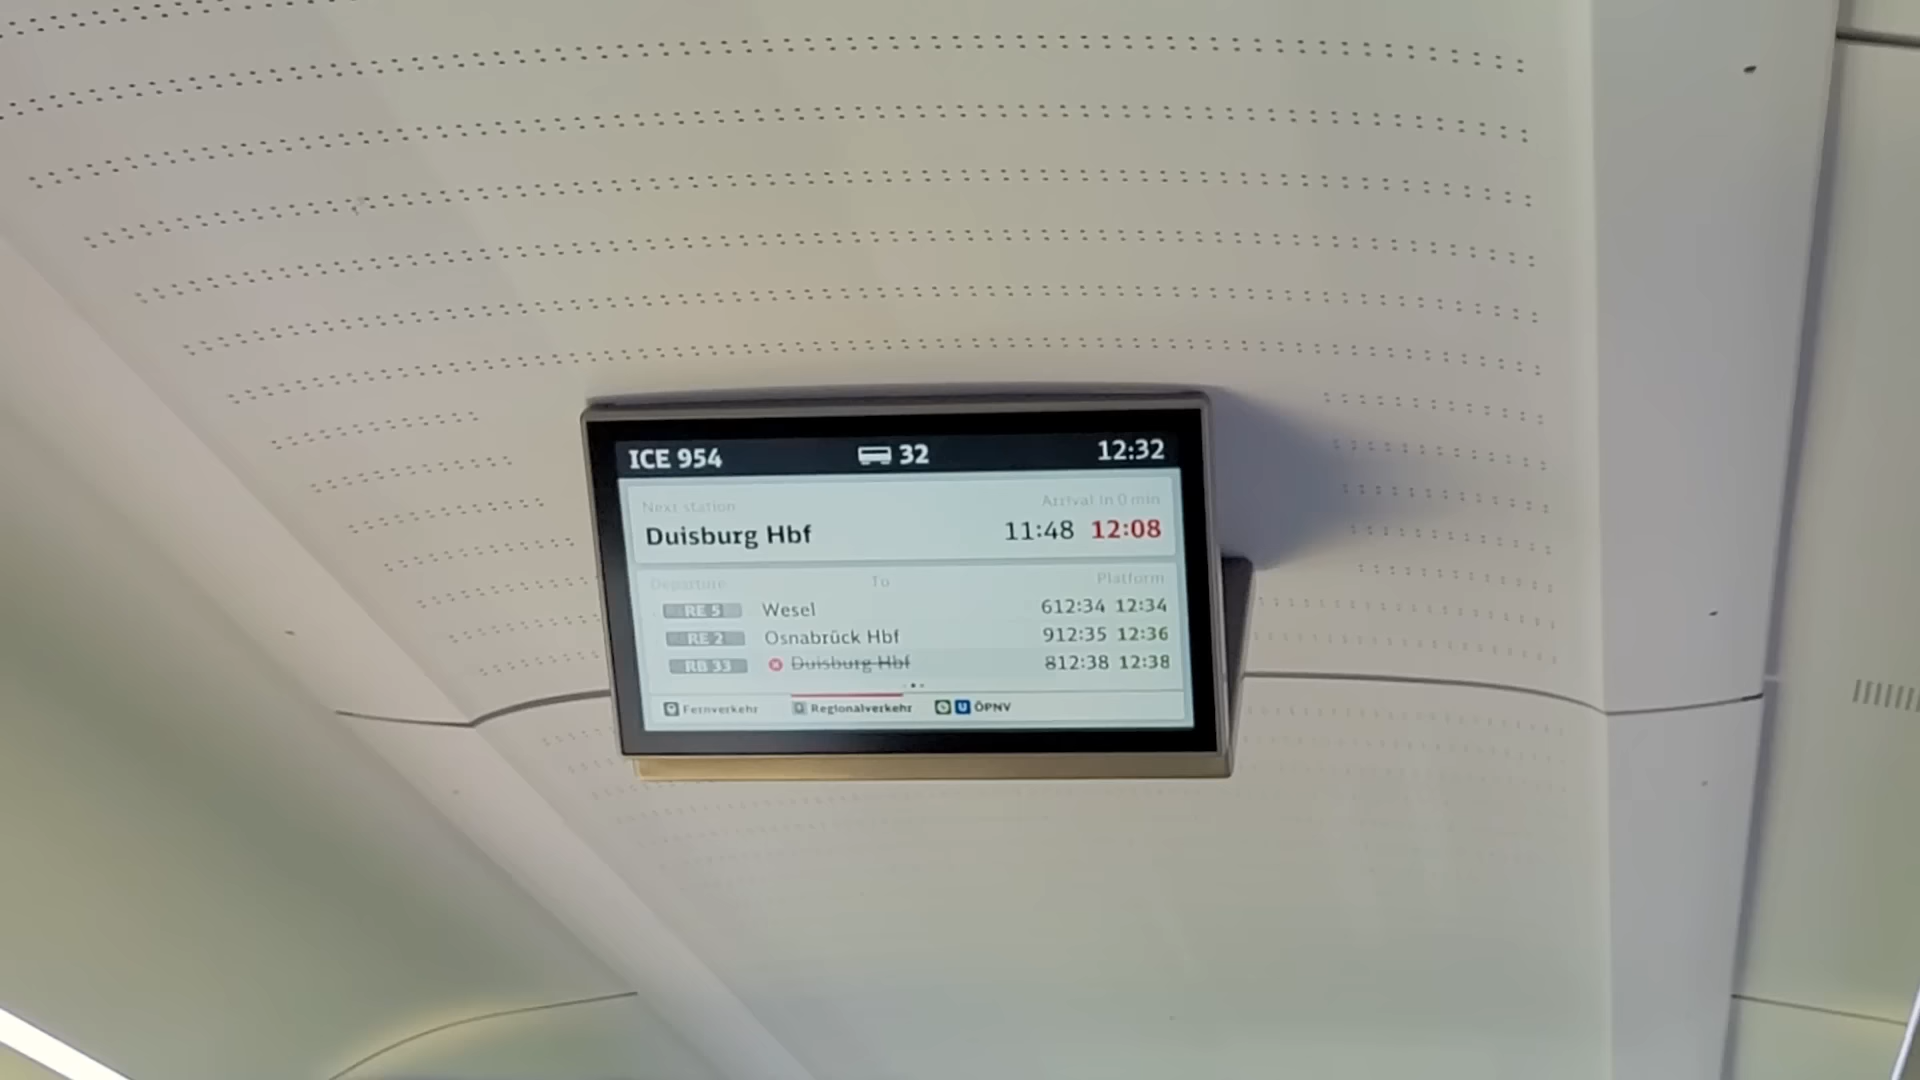 ICE 954 32 12:32
Next station Arrival in 0 min
Duisburg Hbf 11:48 12:08
Departure To Platform
RE 5 Wesel 612:34 12:34
RE 2 Osnabrück Hbf 912:35 12:36
RB 33 Duisburg Hbf 812:38 12:38
Fernverkehr Regionalverkehr U ÖPNV